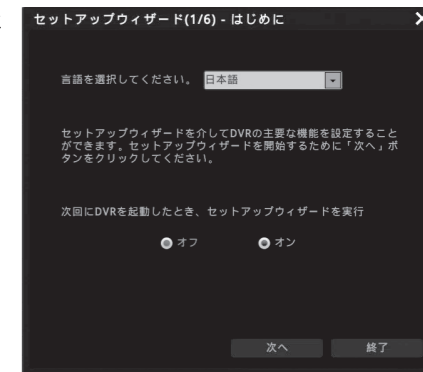 セットアップウィザード(1/6) - はじめに
言語を選択してください。 日本語
セットアップウィザードを介してDVRの主要な機能を設定すること
ができます。セットアップウィザードを開始するために「次へ」ボ
タンをクリックしてください。
次回にDVRを起動したとき、セットアップウィザードを実行
オフ オン
次へ 終了